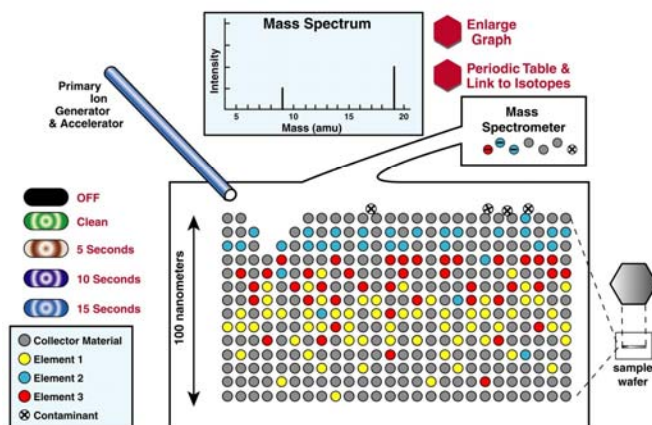 Mass Spectrum
Intensity
5
10
15
20
Mass (amu)
Enlarge
Graph
Periodic Table &
Link to Isotopes
Primary
Ion
Generator
& Accelerator
Mass
Spectrometer
OFF
Clean
5 Seconds
10 Seconds
15 Seconds
100 nanometers
Collector Material
Element 1
Element 2
Element 3
Contaminant
sample
wafer